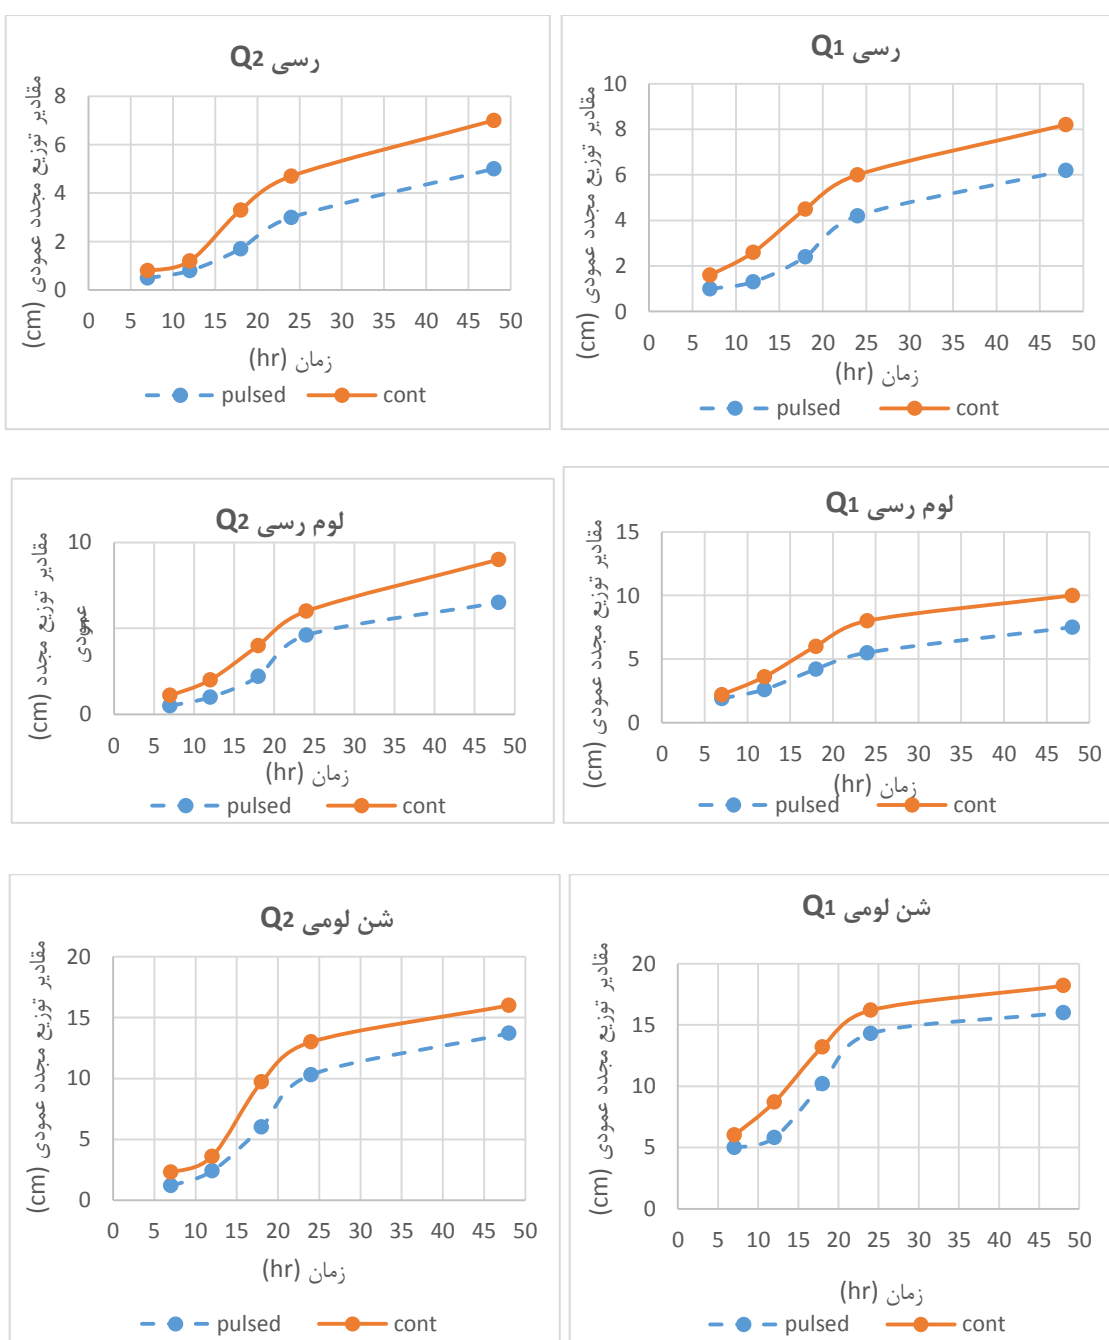 رسی Q1
مقادیر توزیع مجدد عمودی (cm)
10
8
6
4
2
0
0 5 10 15 20 25 30 35 40 45 50
زمان (hr)
pulsed cont
رسی Q2
مقادیر توزیع مجدد عمودی (cm)
8
6
4
2
0
0 5 10 15 20 25 30 35 40 45 50
زمان (hr)
pulsed cont
لوم رسی Q1
مقادیر توزیع مجدد عمودی (cm)
15
10
5
0
0 5 10 15 20 25 30 35 40 45 50
زمان (hr)
pulsed cont
لوم رسی Q2
مقادیر توزیع مجدد
عمودی (cm)
10
0
0 5 10 15 20 25 30 35 40 45 50
زمان (hr)
pulsed cont
شن لومی Q1
مقادیر توزیع مجدد عمودی (cm)
20
15
10
5
0
0 5 10 15 20 25 30 35 40 45 50
زمان (hr)
pulsed cont
شن لومی Q2
مقادیر توزیع مجدد عمودی (cm)
20
15
10
5
0
0 5 10 15 20 25 30 35 40 45 50
زمان (hr)
pulsed cont